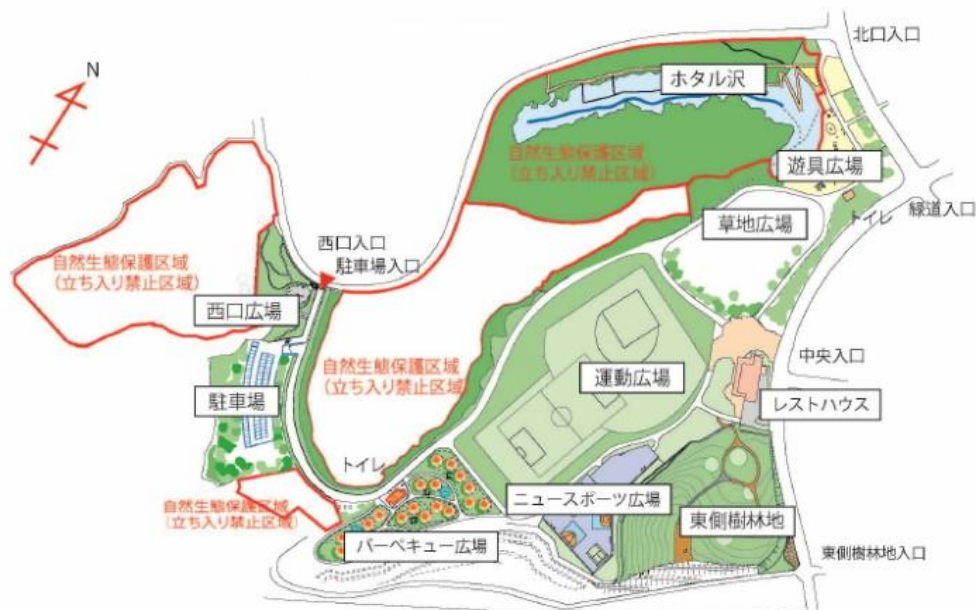 北口入口
N
ホタル沢
自然生態保護区域
(立ち入り禁止区域)
遊具広場
トイレ
緑道入口
草地広場
西口入口
駐車場入口
自然生態保護区域
(立ち入り禁止区域)
西口広場
中央入口
自然生態保護区域
(立ち入り禁止区域)
運動広場
レストハウス
駐車場
トイレ
自然生態保護区域
(立ち入り禁止区域)
ニュースポーツ広場
東側樹林地
バーベキュー広場
東側樹林地入口